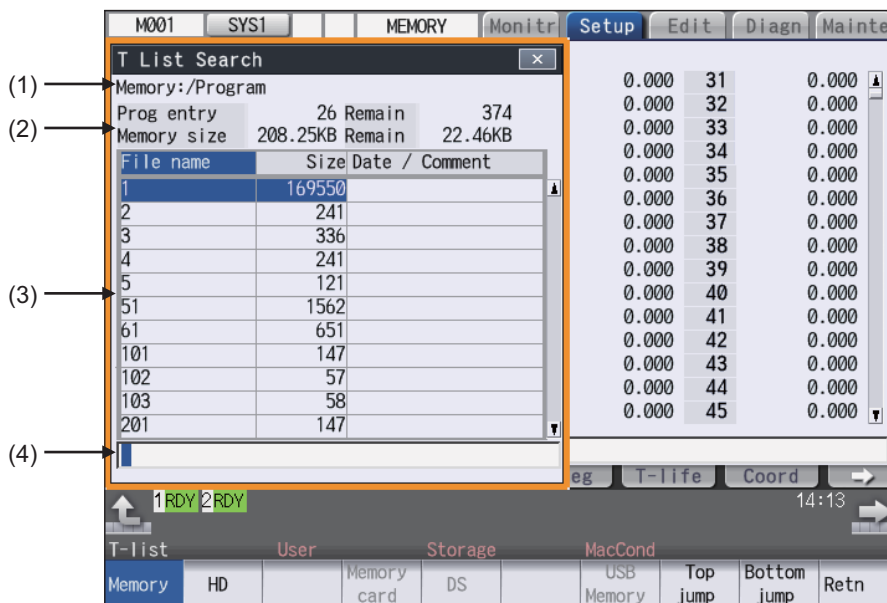 M001 SYS1 MEMORY Monitr Setup Edit Diagn Mainte
T List Search ×
(1) Memory:/Program
Prog entry 26 Remain 374
(2) Memory size 208.25KB Remain 22.46KB
File name Size Date / Comment
1 169550
2 241
3 336
4 241
(3) 5 121
51 1562
61 651
101 147
102 57
103 58
201 147
(4)
0.000 31 0.000
0.000 32 0.000
0.000 33 0.000
0.000 34 0.000
0.000 35 0.000
0.000 36 0.000
0.000 37 0.000
0.000 38 0.000
0.000 39 0.000
0.000 40 0.000
0.000 41 0.000
0.000 42 0.000
0.000 43 0.000
0.000 44 0.000
0.000 45 0.000
eg T-life Coord
1 RDY 2 RDY 14:13
T-list User Storage MacCond
Memory HD Memory card DS USB Memory Top jump Bottom jump Retn